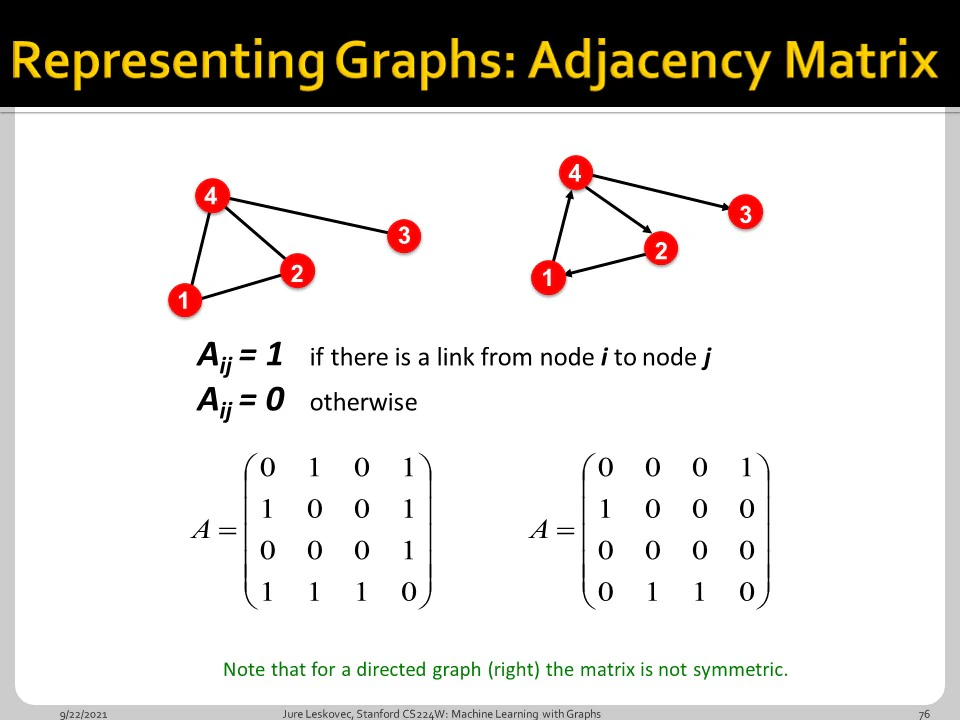 Representing Graphs: Adjacency Matrix
4
3
2
1
4
3
2
1
Aij = 1 if there is a link from node i to node j
Aij = 0 otherwise
A = ( 0 1 0 1
1 0 0 1
0 0 0 1
1 1 1 0 )
A = ( 0 0 0 1
1 0 0 0
0 0 0 0
0 1 1 0 )
Note that for a directed graph (right) the matrix is not symmetric.
9/22/2021 Jure Leskovec, Stanford CS224W: Machine Learning with Graphs 76